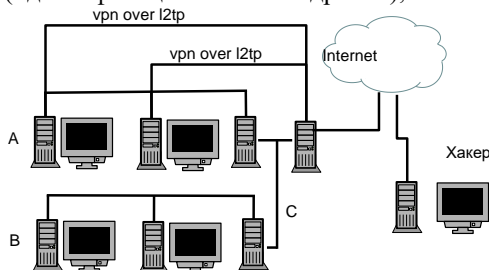 vpn over l2tp
vpn over l2tp
Internet
A
Хакер
C
B